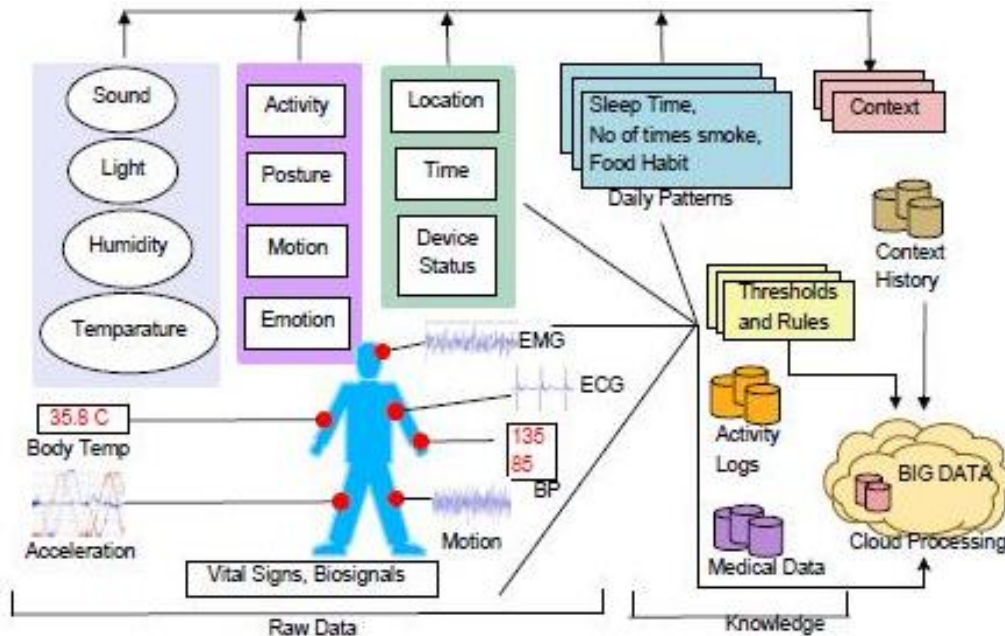 Sound
Light
Humidity
Temparature
Activity
Posture
Motion
Emotion
Location
Time
Device
Status
Sleep Time,
No of times smoke,
Food Habit
Daily Patterns
Context
Context
History
Thresholds
and Rules
EMG
ECG
35.8 C
Body Temp
135
85
BP
Acceleration
Motion
Vital Signs, Biosignals
Activity
Logs
Medical Data
BIG DATA
Cloud Processing
Raw Data
Knowledge